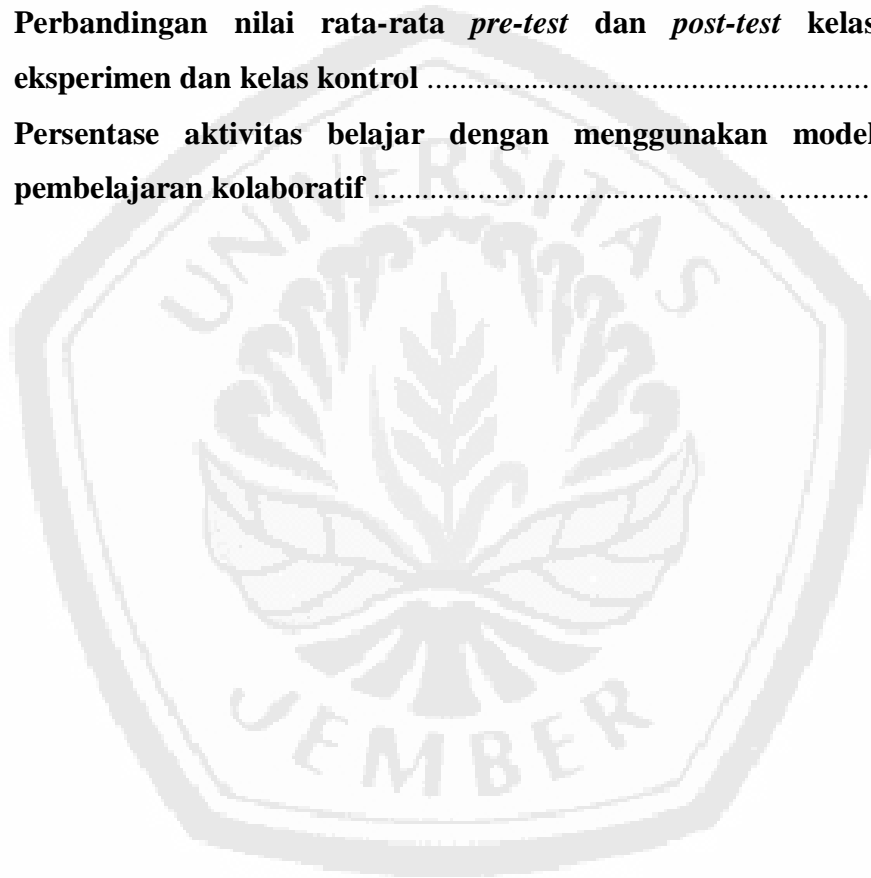 Perbandingan nilai rata-rata pre-test dan post-test kelas
eksperimen dan kelas kontrol ........................................................
Persentase aktivitas belajar dengan menggunakan model
pembelajaran kolaboratif ............................................................
UNIVERSITAS
JEMBER